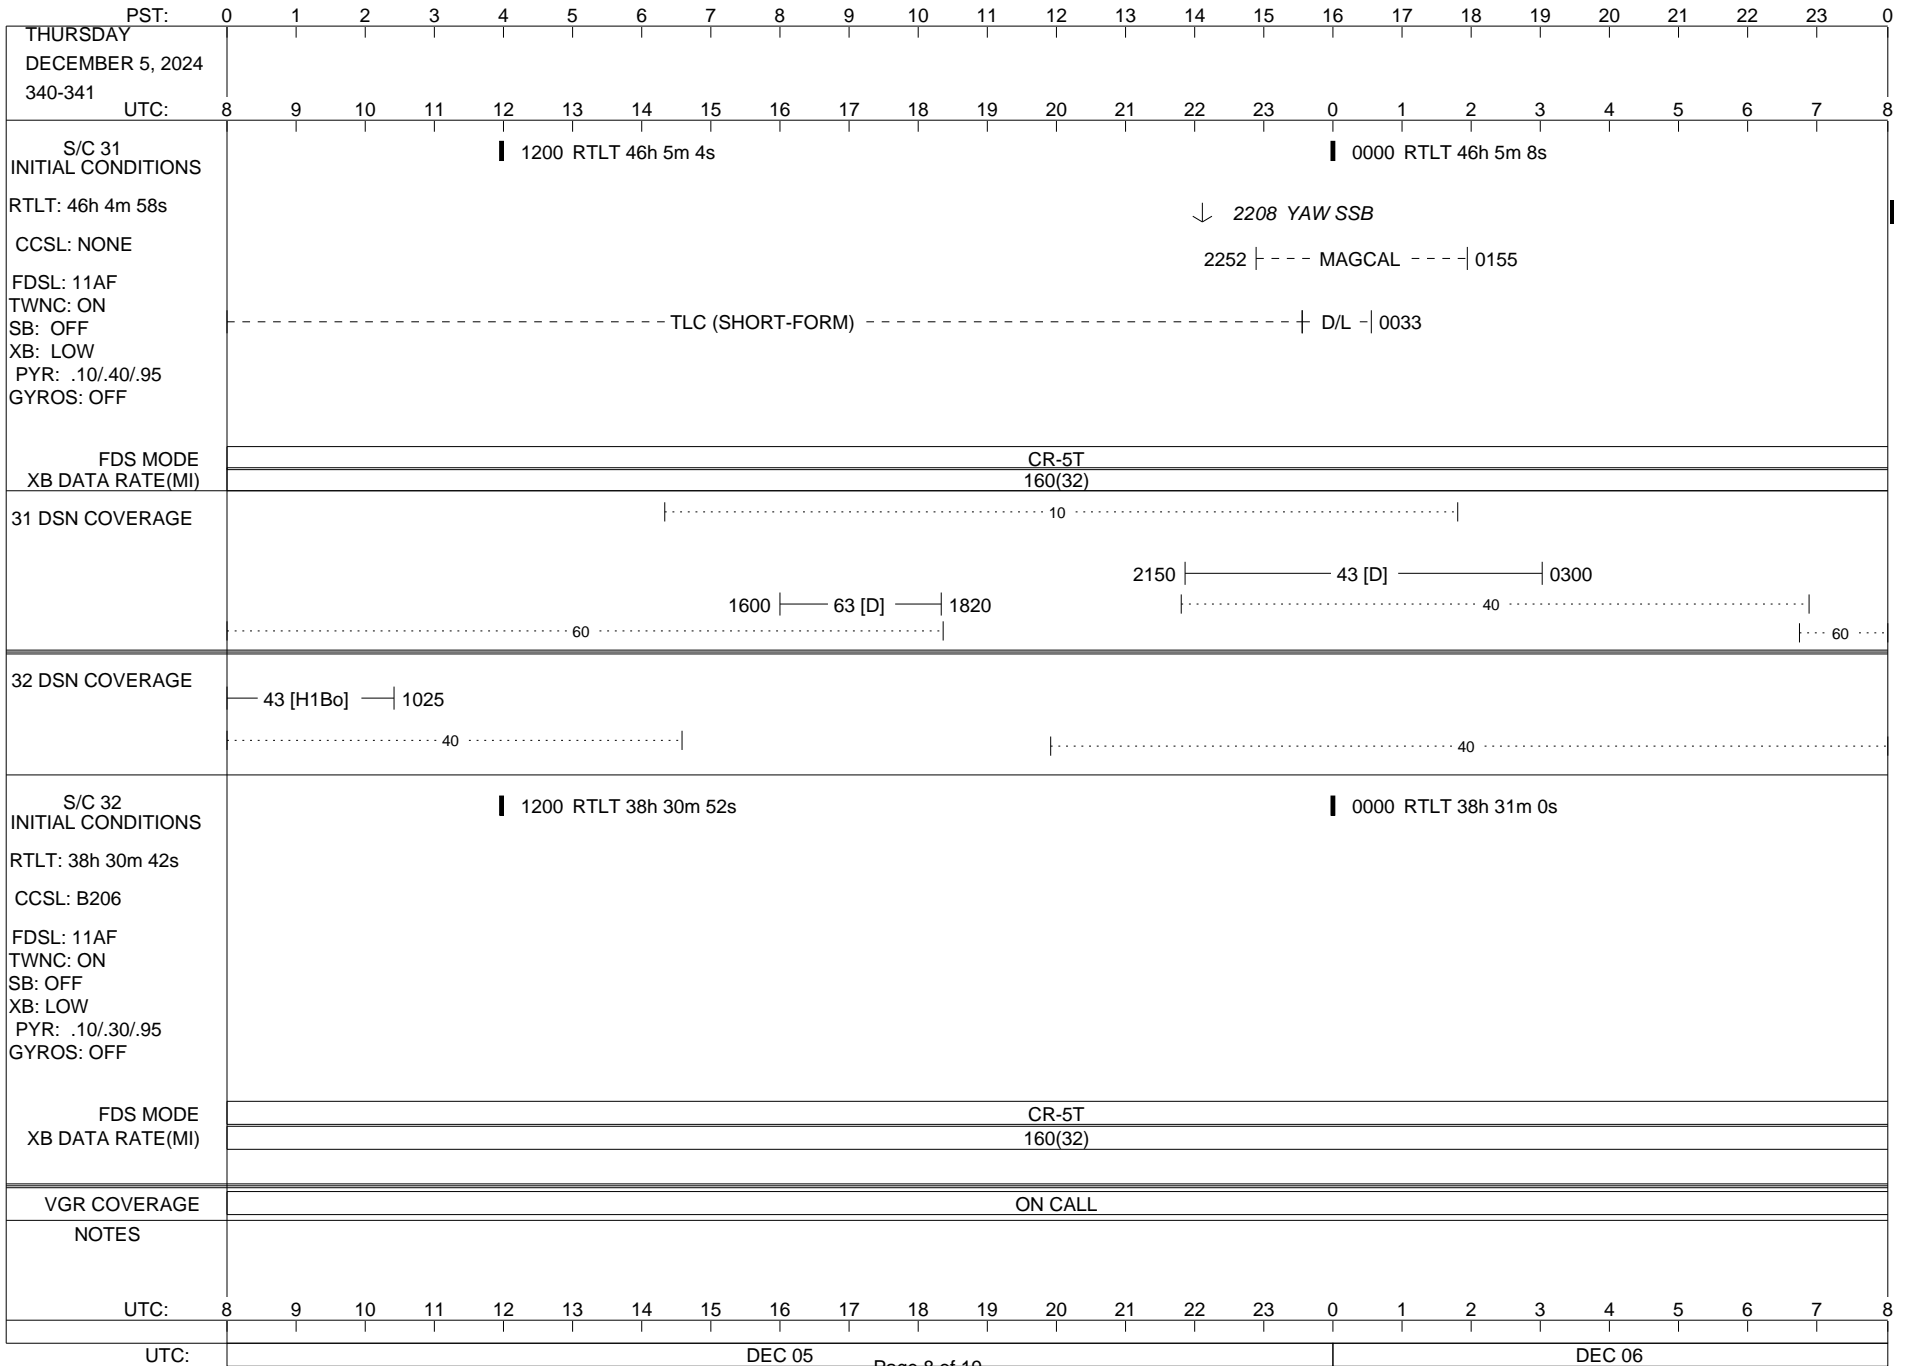 PST: 0 1 2 3 4 5 6 7 8 9 10 11 12 13 14 15 16 17 18 19 20 21 22 23 0
THURSDAY
DECEMBER 5, 2024
340-341
UTC: 8 9 10 11 12 13 14 15 16 17 18 19 20 21 22 23 0 1 2 3 4 5 6 7 8
S/C 31
INITIAL CONDITIONS
1200 RTLT 46h 5m 4s
0000 RTLT 46h 5m 8s
RTLT: 46h 4m 58s
2208 YAW SSB
CCSL: NONE
2252 MAGCAL 0155
FDSL: 11AF
TWNC: ON
TLC (SHORT-FORM) D/L 0033
SB: OFF
XB: LOW
PYR: .10/.40/.95
GYROS: OFF
FDS MODE CR-5T
XB DATA RATE(MI) 160(32)
31 DSN COVERAGE
10
2150 43 [D] 0300
1600 63 [D] 1820
40
60
60
32 DSN COVERAGE
43 [H1Bo] 1025
40
40
S/C 32
INITIAL CONDITIONS
1200 RTLT 38h 30m 52s
0000 RTLT 38h 31m 0s
RTLT: 38h 30m 42s
CCSL: B206
FDSL: 11AF
TWNC: ON
SB: OFF
XB: LOW
PYR: .10/.30/.95
GYROS: OFF
FDS MODE CR-5T
XB DATA RATE(MI) 160(32)
VGR COVERAGE ON CALL
NOTES
UTC: 8 9 10 11 12 13 14 15 16 17 18 19 20 21 22 23 0 1 2 3 4 5 6 7 8
UTC: DEC 05 DEC 06
Page 8 of 19